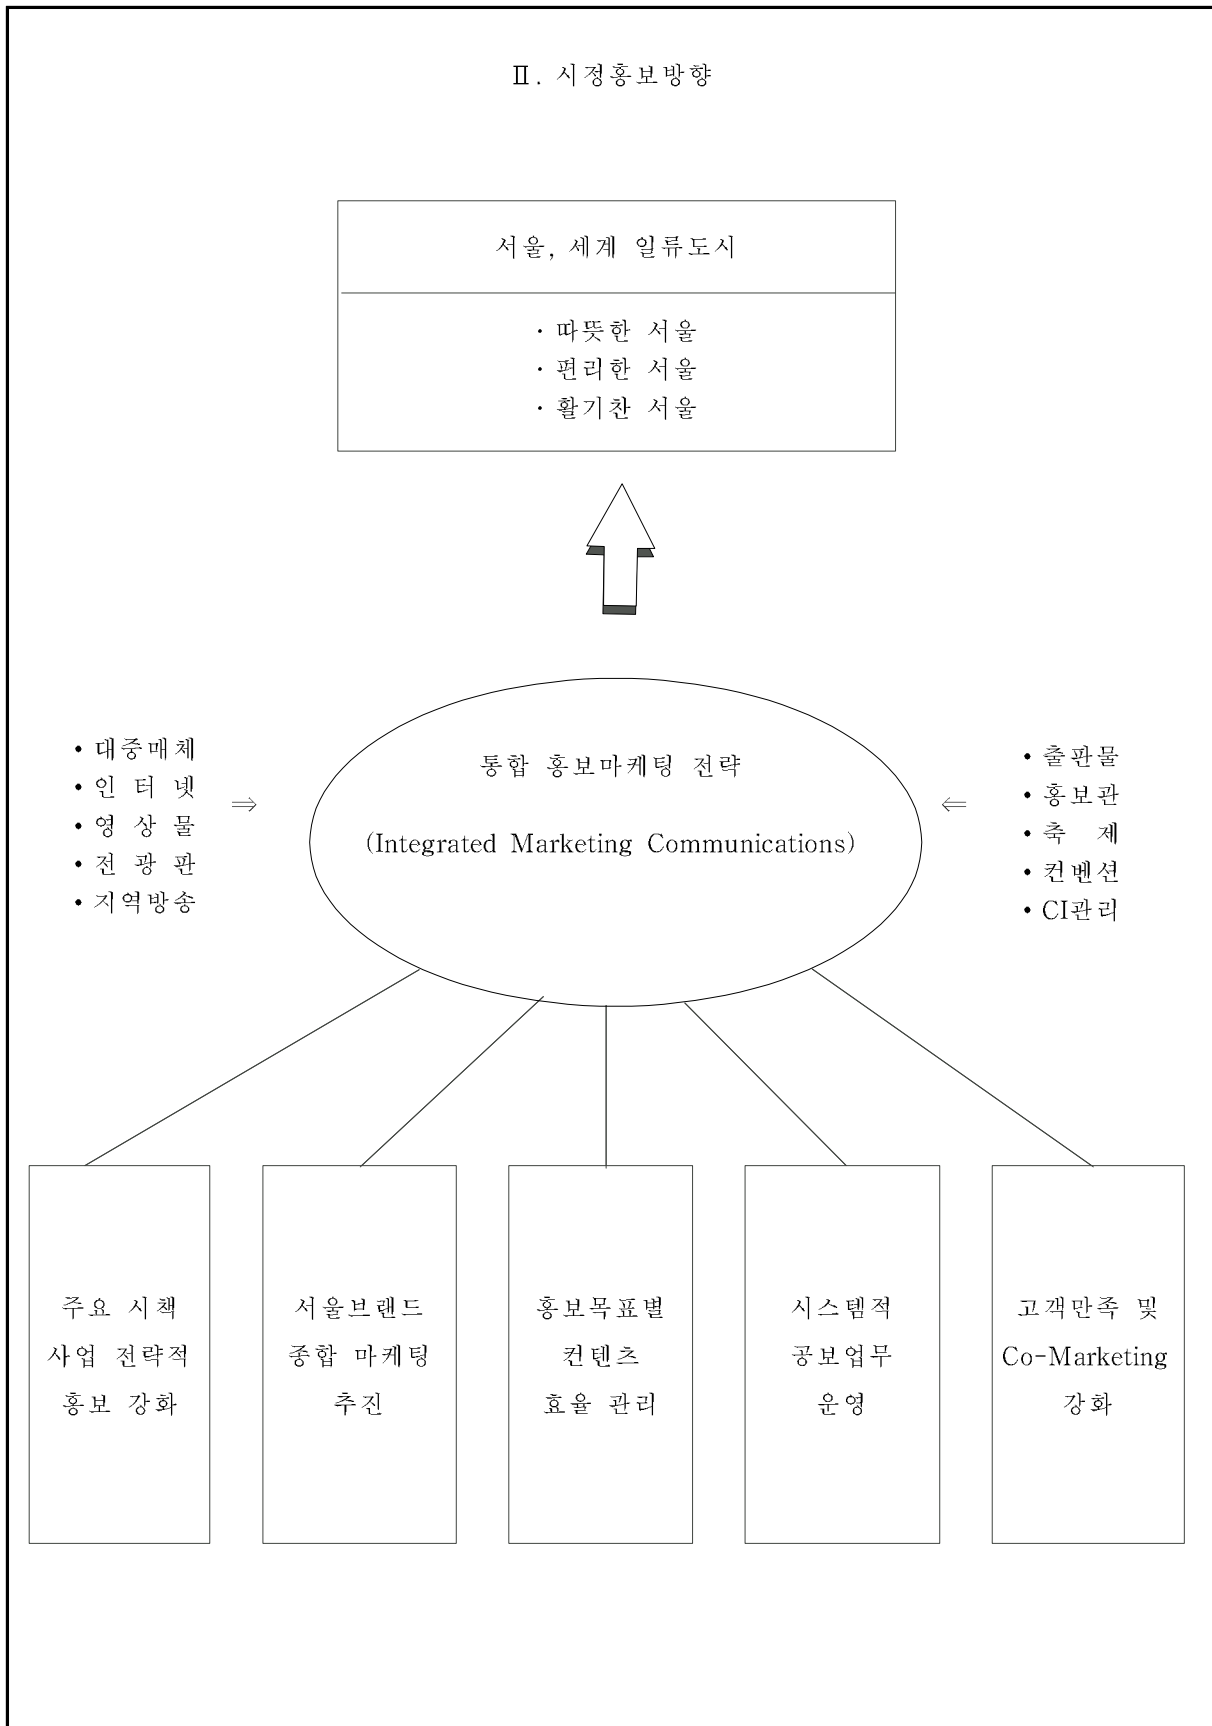 Ⅱ. 시정홍보방향
서울, 세계 일류도시
· 따뜻한 서울
· 편리한 서울
· 활기찬 서울
• 대중매체
• 인 터 넷
• 영 상 물
• 전 광 판
• 지역방송
⇒
통합 홍보마케팅 전략
(Integrated Marketing Communications)
⇐
• 출판물
• 홍보관
• 축 제
• 컨벤션
• CI관리
주요 시책
사업 전략적
홍보 강화
서울브랜드
종합 마케팅
추진
홍보목표별
컨텐츠
효율 관리
시스템적
공보업무
운영
고객만족 및
Co-Marketing
강화